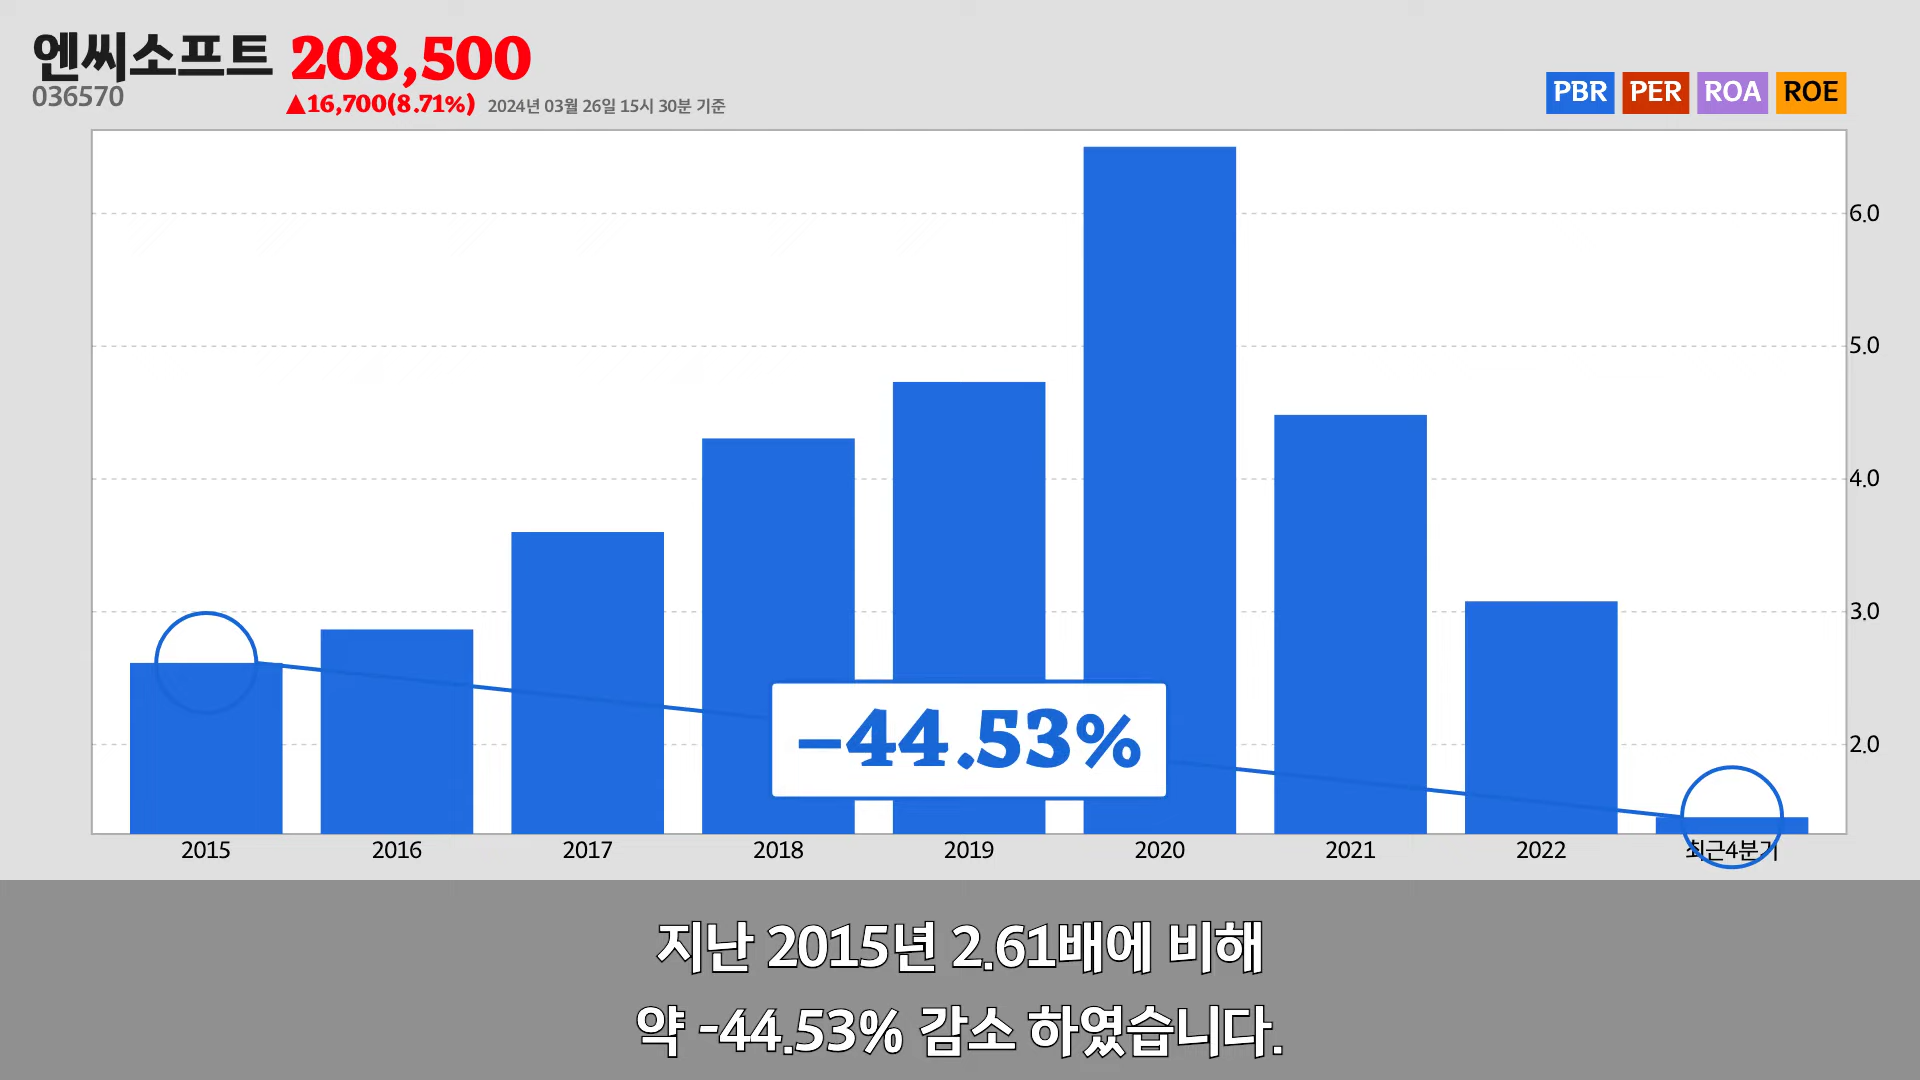 엔씨소프트 208,500
036570
▲16,700(8.71%) 2024년 03월 26일 15시 30분 기준
PBR PER ROA ROE
6.0
5.0
4.0
3.0
2.0
-44.53%
2015 2016 2017 2018 2019 2020 2021 2022 최근4분기
지난 2015년 2.61배에 비해
약 -44.53% 감소 하였습니다.